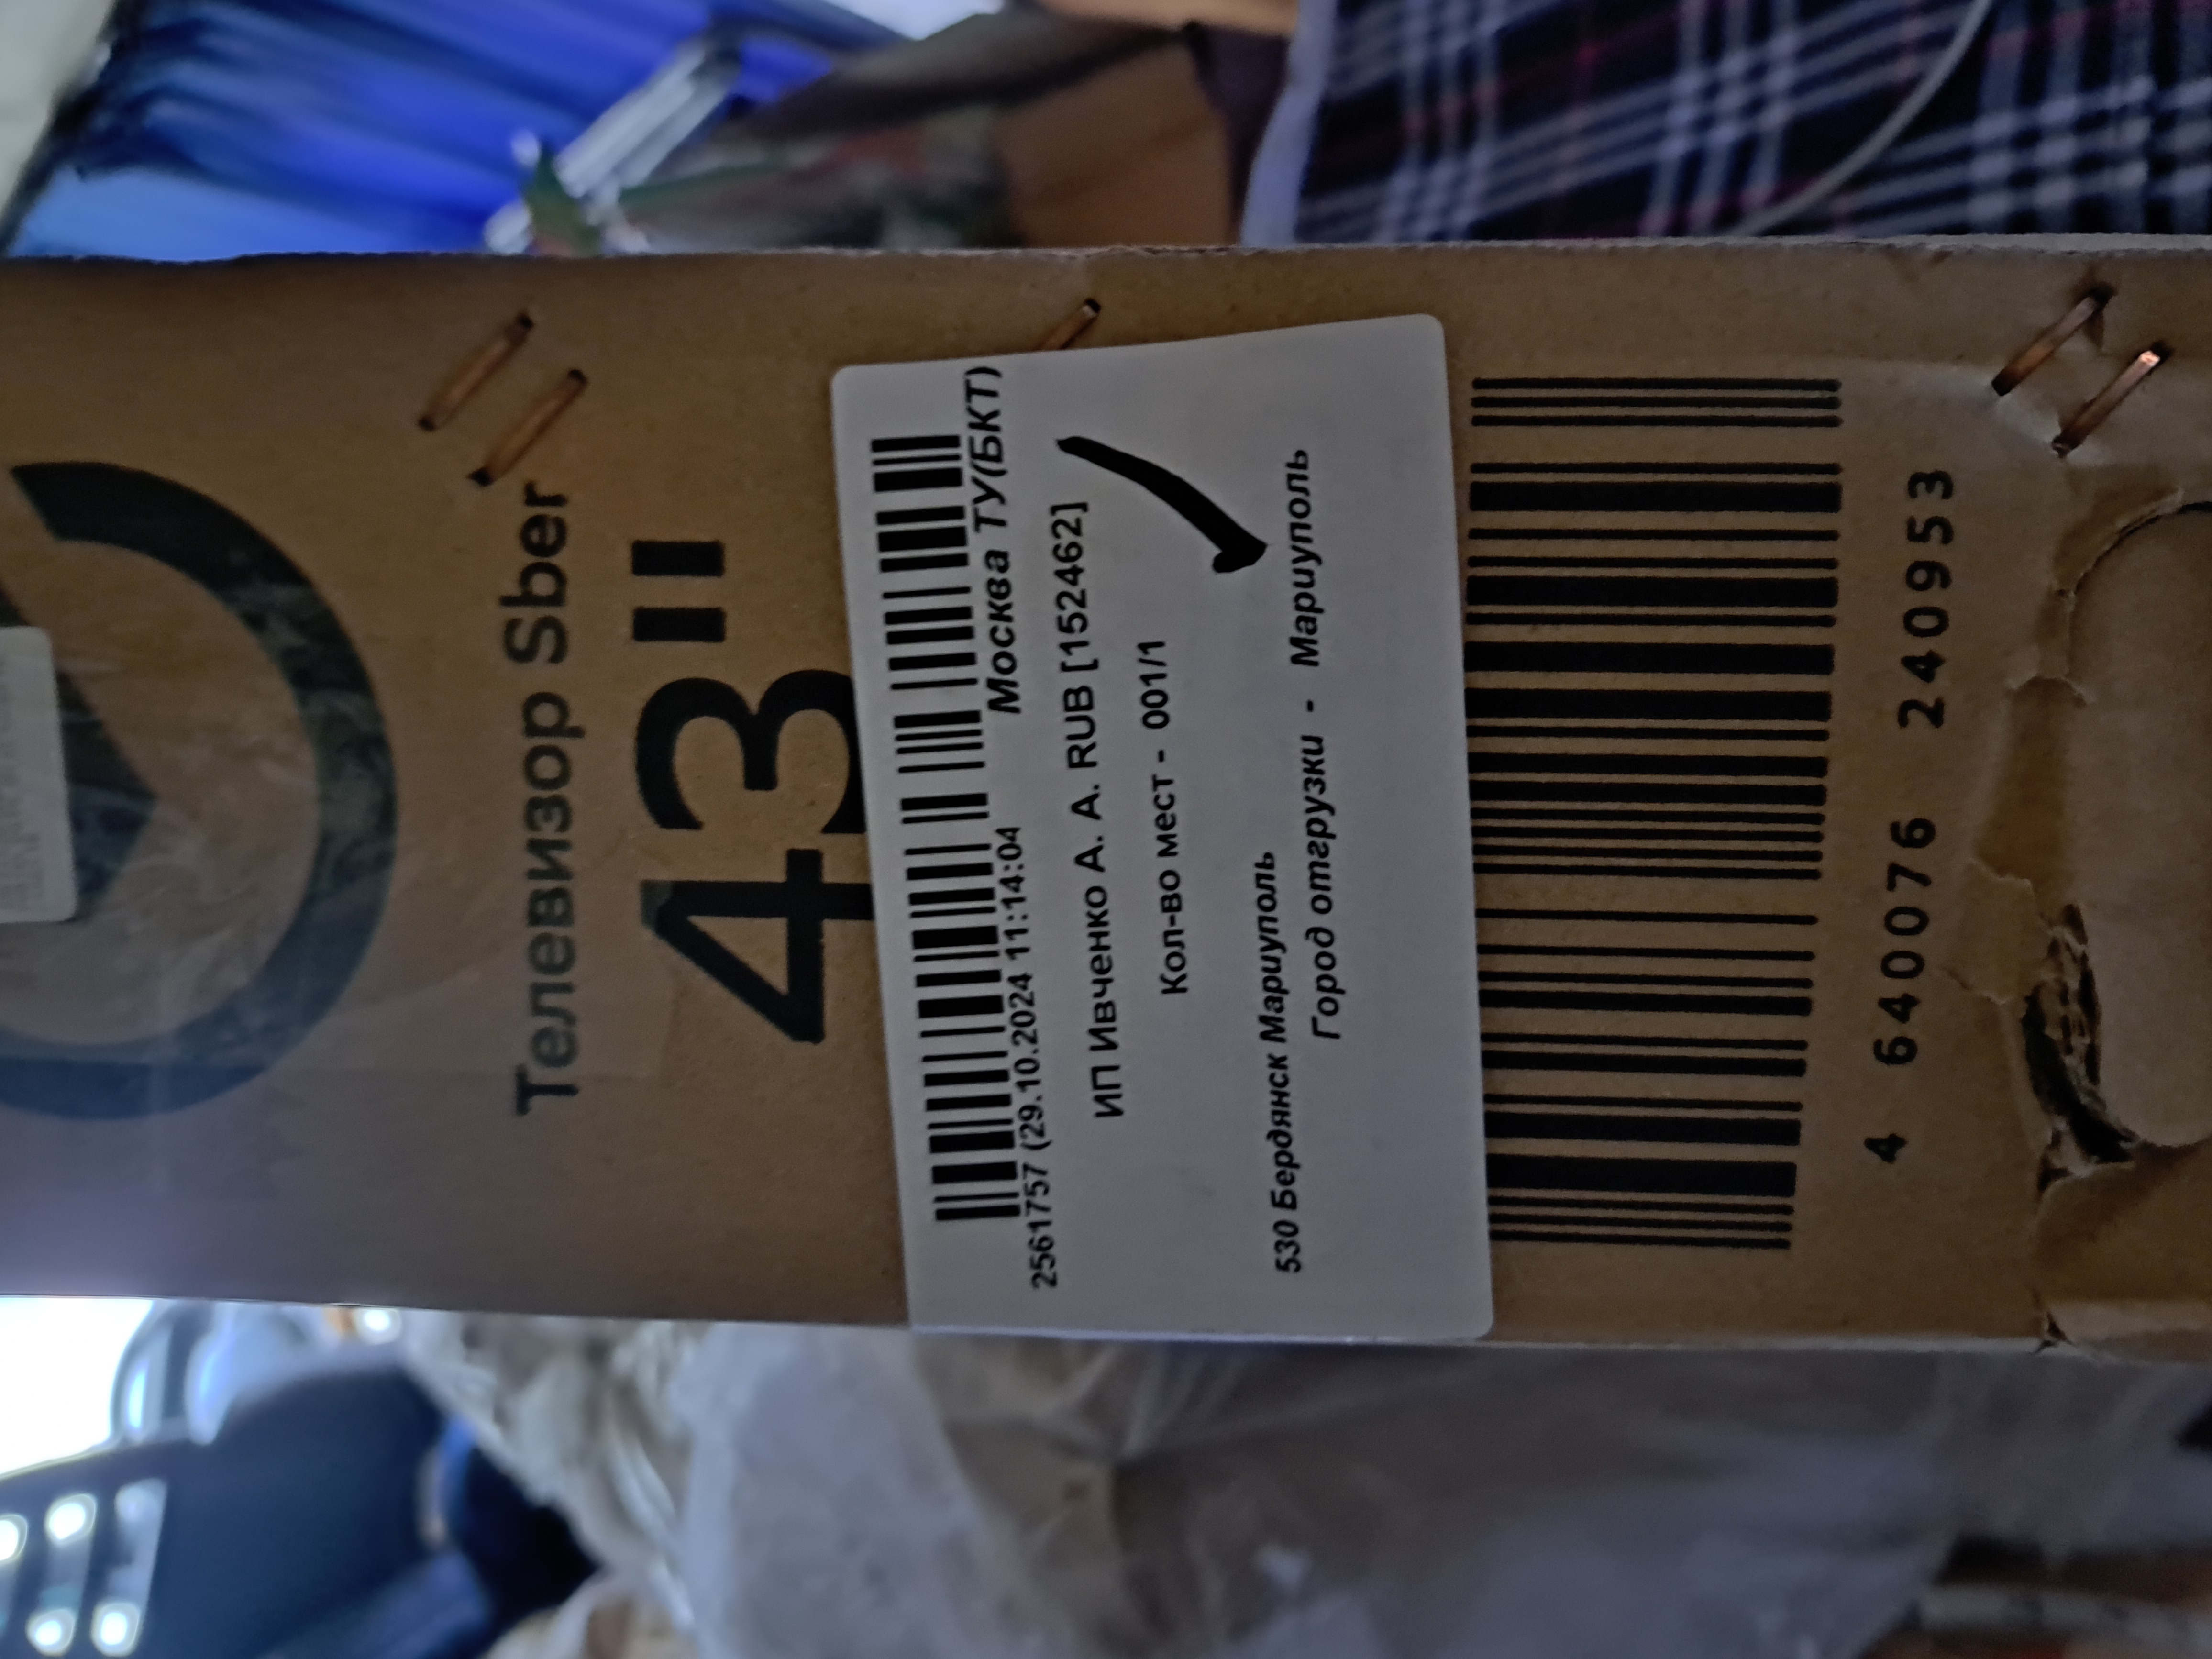 Телевизор Sber
43"
Москва ТУ(БКТ)
2561757 (29.10.2024 11:14:04
ИП Ивченко А. А. RUB [152462]
Кол-во мест - 001/1
530 Бердянск Мариуполь
Город отгрузки - Мариуполь
4 640076 240953